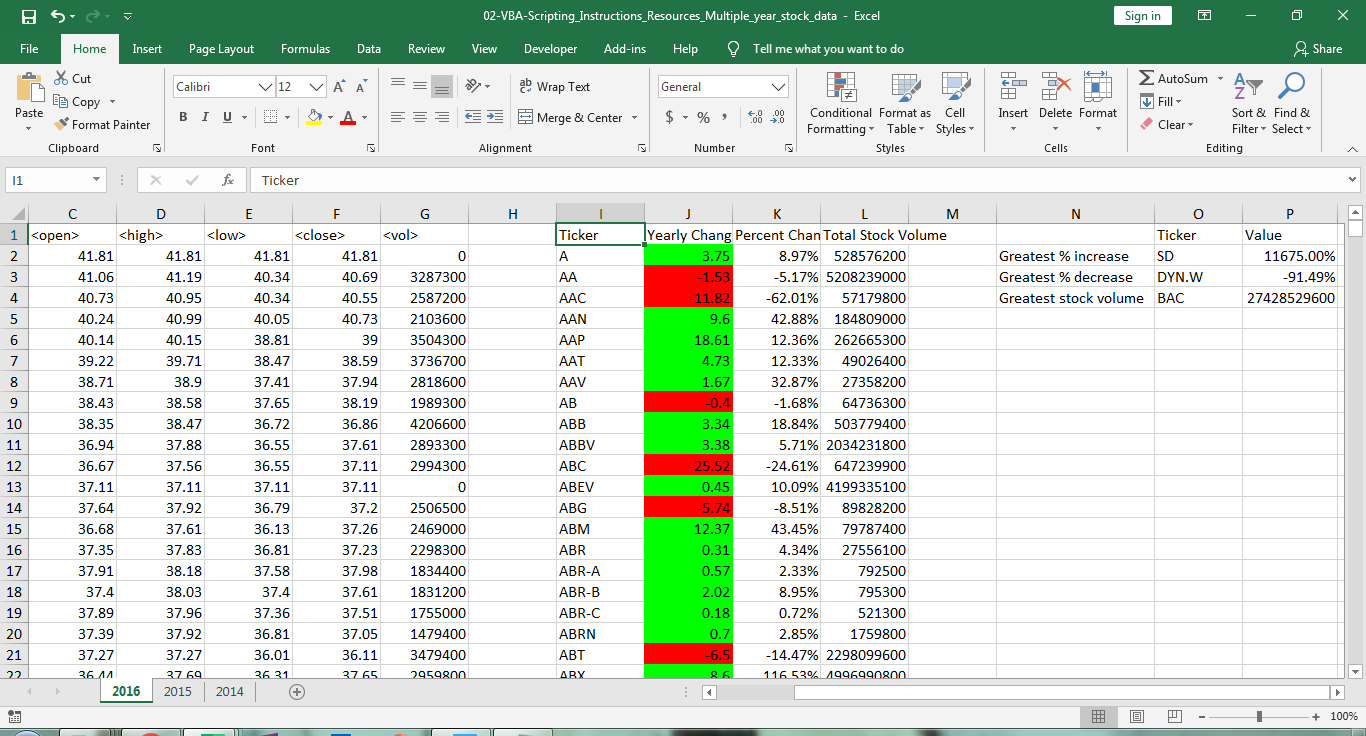 02-VBA-Scripting_Instructions_Resources_Multiple_year_stock_data - Excel Sign in
File Home Insert Page Layout Formulas Data Review View Developer Add-ins Help Tell me what you want to do Share
Paste Cut Copy Format Painter Clipboard
Calibri 12 A A B I U A Font
ab Wrap Text Merge & Center Alignment
General $ % , .00 .0 Number
Conditional Formatting Format as Table Cell Styles Styles
Insert Delete Format Cells
AutoSum Fill Clear Sort & Filter Find & Select Editing
I1 fx Ticker
C D E F G H I J K L M N O P
1 <open> <high> <low> <close> <vol> Ticker Yearly Chang Percent Chan Total Stock Volume Ticker Value
2 41.81 41.81 41.81 41.81 0 A 3.75 8.97% 528576200 Greatest % increase SD 11675.00%
3 41.06 41.19 40.34 40.69 3287300 AA -1.53 -5.17% 5208239000 Greatest % decrease DYN.W -91.49%
4 40.73 40.95 40.34 40.55 2587200 AAC -11.82 -62.01% 57179800 Greatest stock volume BAC 27428529600
5 40.24 40.99 40.05 40.73 2103600 AAN 9.6 42.88% 184809000
6 40.14 40.15 38.81 39 3504300 AAP 18.61 12.36% 262665300
7 39.22 39.71 38.47 38.59 3736700 AAT 4.73 12.33% 49026400
8 38.71 38.9 37.41 37.94 2818600 AAV 1.67 32.87% 27358200
9 38.43 38.58 37.65 38.19 1989300 AB -0.4 -1.68% 64736300
10 38.35 38.47 36.72 36.86 4206600 ABB 3.34 18.84% 503779400
11 36.94 37.88 36.55 37.61 2893300 ABBV 3.38 5.71% 2034231800
12 36.67 37.56 36.55 37.11 2994300 ABC -25.52 -24.61% 647239900
13 37.11 37.11 37.11 37.11 0 ABEV 0.45 10.09% 4199335100
14 37.64 37.92 36.79 37.2 2506500 ABG -5.74 -8.51% 89828200
15 36.68 37.61 36.13 37.26 2469000 ABM 12.37 43.45% 79787400
16 37.35 37.83 36.81 37.23 2298300 ABR 0.31 4.34% 27556100
17 37.91 38.18 37.58 37.98 1834400 ABR-A 0.57 2.33% 792500
18 37.4 38.03 37.4 37.61 1831200 ABR-B 2.02 8.95% 795300
19 37.89 37.96 37.36 37.51 1755000 ABR-C 0.18 0.72% 521300
20 37.39 37.92 36.81 37.05 1479400 ABRN 0.7 2.85% 1759800
21 37.27 37.27 36.01 36.11 3479400 ABT -6.5 -14.47% 2298099600
22 36.44 37.69 36.31 37.65 2959800 ABX 8.6 116.53% 4996990800
2016 2015 2014
100%